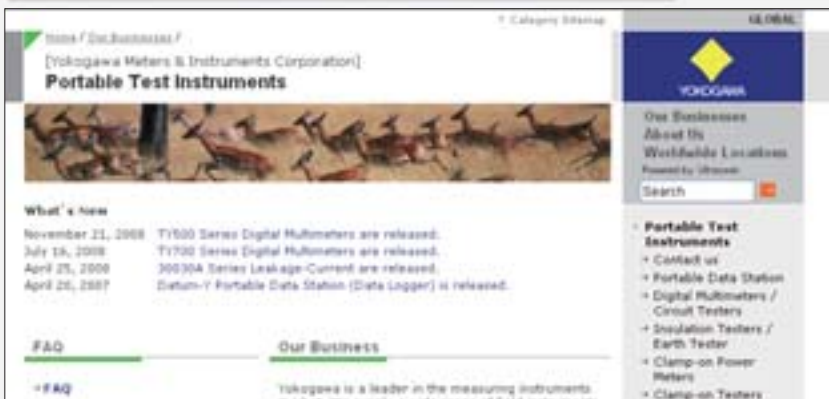 Category Sitemap
GLOBAL
Home / Our Businesses /
[Yokogawa Meters & Instruments Corporation]
Portable Test Instruments
YOKOGAWA
Our Businesses
About Us
Worldwide Locations
Powered by Ultraseek
Search
What's New
November 21, 2008 TY500 Series Digital Multimeters are released.
July 16, 2008 TY700 Series Digital Multimeters are released.
April 25, 2008 30030A Series Leakage-Current are released.
April 20, 2007 Datum-Y Portable Data Station (Data Logger) is released.
FAQ
Our Business
FAQ
Yokogawa is a leader in the measuring instruments
Portable Test
Instruments
Contact us
Portable Data Station
Digital Multimeters /
Circuit Testers
Insulation Testers /
Earth Tester
Clamp-on Power
Meters
Clamp-on Testers